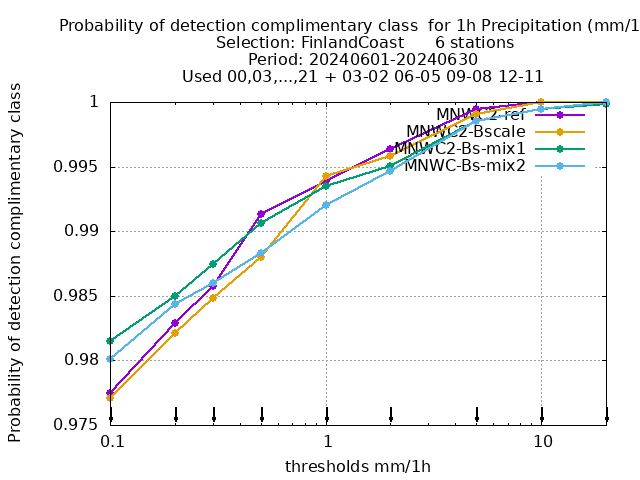 Probability of detection complimentary class  for 1h Precipitation (mm/1
Selection: FinlandCoast      6 stations
Period: 20240601-20240630
Used 00,03,...,21 + 03-02 06-05 09-08 12-11
Probability of detection complimentary class
1
0.995
0.99
0.985
0.98
0.975
MNWC2-ref
MNWC2-Bscale
MNWC2-Bs-mix1
MNWC-Bs-mix2
0.1 1 10
thresholds mm/1h